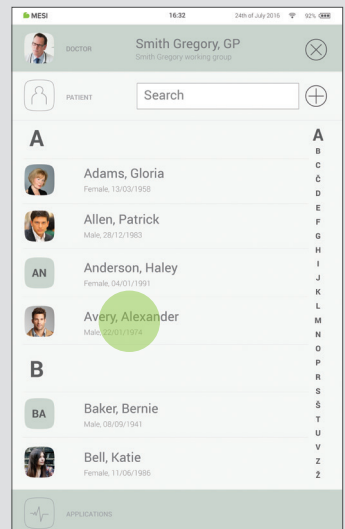 MESI 16:32 24th of July 2016 92%
DOCTOR
Smith Gregory, GP
Smith Gregory working group
PATIENT
Search
A
Adams, Gloria
Female, 13/03/1958
Allen, Patrick
Male, 28/12/1983
AN
Anderson, Haley
Female, 04/01/1991
Avery, Alexander
Male, 22/01/1974
B
BA
Baker, Bernie
Male, 08/09/1941
Bell, Katie
Female, 11/06/1986
A
B
C
Č
D
E
F
G
H
I
J
K
L
M
N
O
P
R
S
Š
T
U
V
Z
Ž
APPLICATIONS